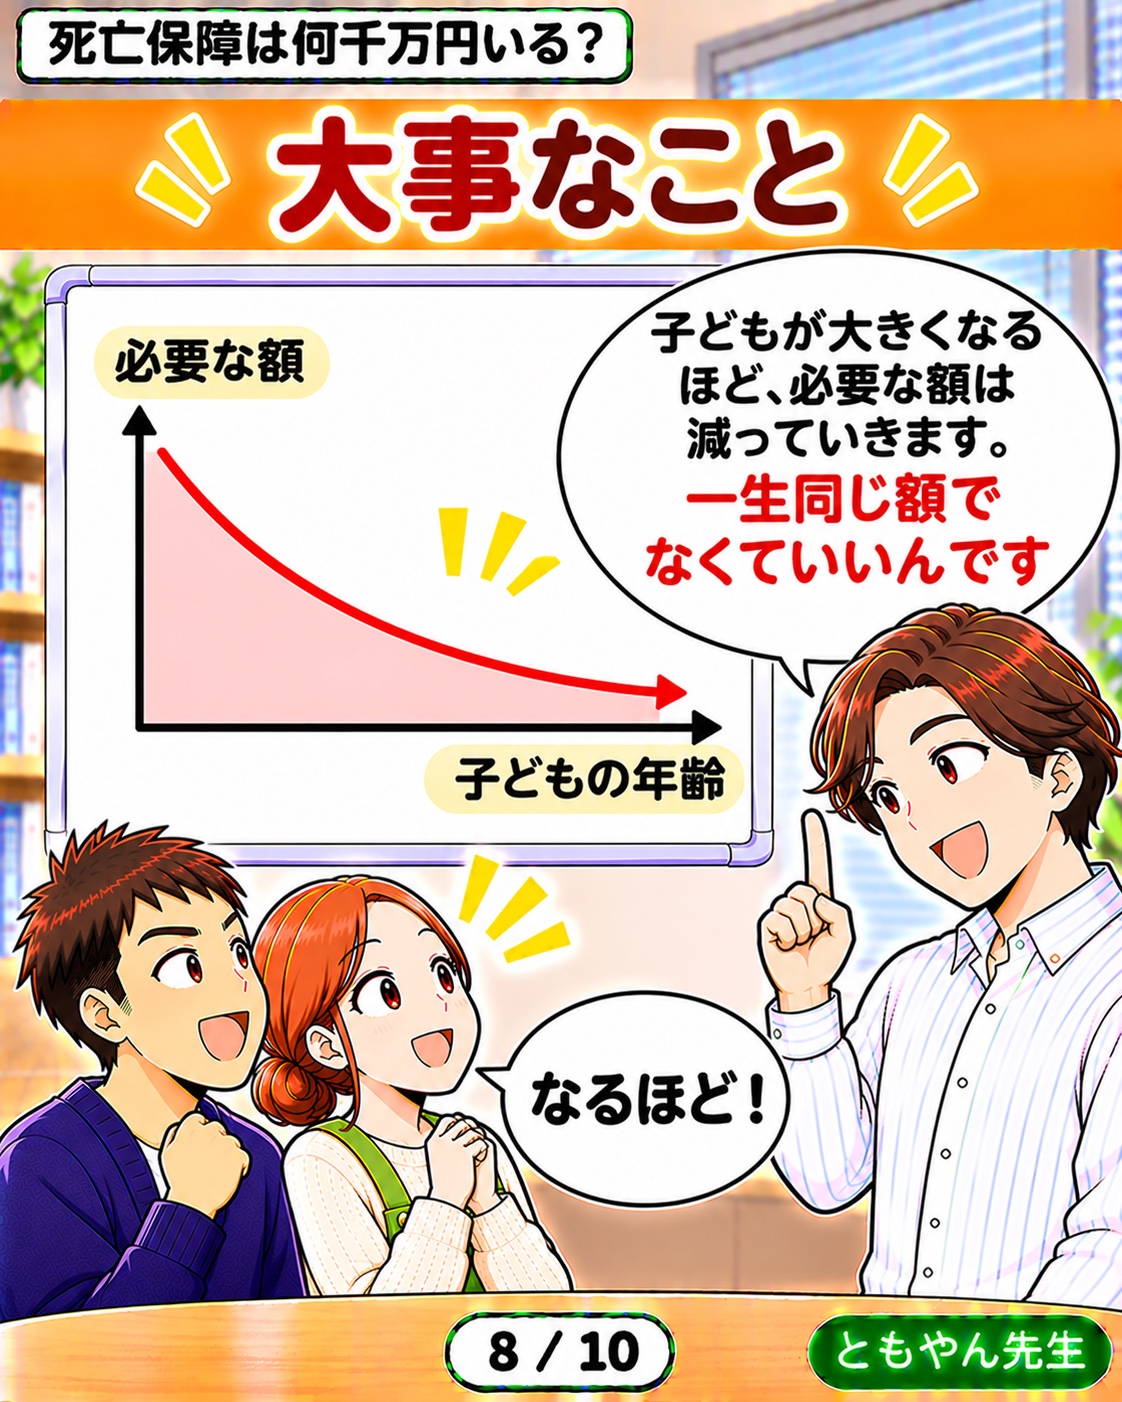 死亡保障は何千万円いる？
大事なこと
必要な額
子どもが大きくなる
ほど、必要な額は
減っていきます。
一生同じ額で
なくていいんです
子どもの年齢
なるほど！
8 / 10
ともやん先生